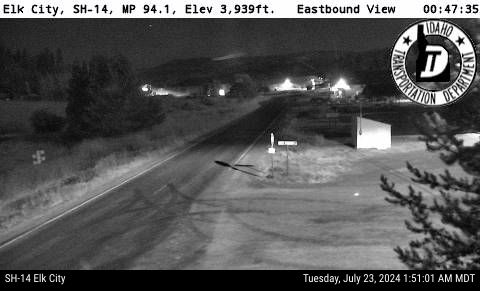 Elk City, SH-14, MP 94.1, Elev 3,939ft. Eastbound View 00:47:35
IDAHO
TRANSPORTATION DEPARTMENT
SH-14 Elk City Tuesday, July 23, 2024 1:51:01 AM MDT